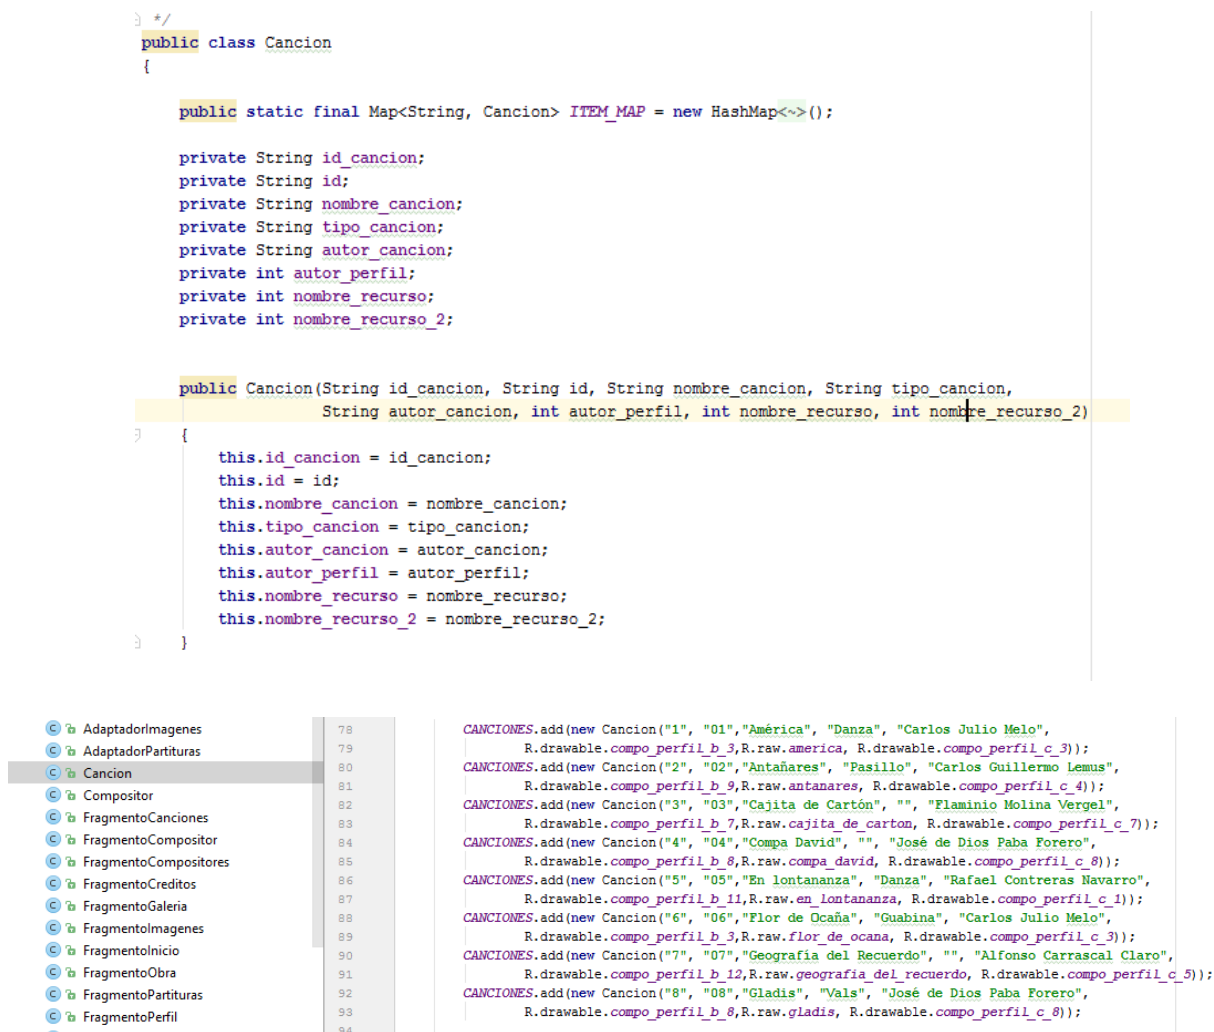 */
public class Cancion
{
public static final Map<String, Cancion> ITEM_MAP = new HashMap<~>();
private String id_cancion;
private String id;
private String nombre_cancion;
private String tipo_cancion;
private String autor_cancion;
private int autor_perfil;
private int nombre_recurso;
private int nombre_recurso_2;
public Cancion(String id_cancion, String id, String nombre_cancion, String tipo_cancion,
String autor_cancion, int autor_perfil, int nombre_recurso, int nombre_recurso_2)
{
this.id_cancion = id_cancion;
this.id = id;
this.nombre_cancion = nombre_cancion;
this.tipo_cancion = tipo_cancion;
this.autor_cancion = autor_cancion;
this.autor_perfil = autor_perfil;
this.nombre_recurso = nombre_recurso;
this.nombre_recurso_2 = nombre_recurso_2;
}
AdaptadorImagenes
AdaptadorPartituras
Cancion
Compositor
FragmentoCanciones
FragmentoCompositor
FragmentoCompositores
FragmentoCreditos
FragmentoGaleria
FragmentoImagenes
FragmentoInicio
FragmentoObra
FragmentoPartituras
FragmentoPerfil
78 CANCIONES.add(new Cancion("1", "01","América", "Danza", "Carlos Julio Melo",
79 R.drawable.compo_perfil_b_3,R.raw.america, R.drawable.compo_perfil_c_3));
80 CANCIONES.add(new Cancion("2", "02","Antañares", "Pasillo", "Carlos Guillermo Lemus",
81 R.drawable.compo_perfil_b_9,R.raw.antanares, R.drawable.compo_perfil_c_4));
82 CANCIONES.add(new Cancion("3", "03","Cajita de Cartón", "", "Flaminio Molina Vergel",
83 R.drawable.compo_perfil_b_7,R.raw.cajita_de_carton, R.drawable.compo_perfil_c_7));
84 CANCIONES.add(new Cancion("4", "04","Compa David", "", "José de Dios Paba Forero",
85 R.drawable.compo_perfil_b_8,R.raw.compa_david, R.drawable.compo_perfil_c_8));
86 CANCIONES.add(new Cancion("5", "05","En lontananza", "Danza", "Rafael Contreras Navarro",
87 R.drawable.compo_perfil_b_11,R.raw.en_lontananza, R.drawable.compo_perfil_c_1));
88 CANCIONES.add(new Cancion("6", "06","Flor de Ocaña", "Guabina", "Carlos Julio Melo",
89 R.drawable.compo_perfil_b_3,R.raw.flor_de_ocana, R.drawable.compo_perfil_c_3));
90 CANCIONES.add(new Cancion("7", "07","Geografía del Recuerdo", "", "Alfonso Carrascal Claro",
91 R.drawable.compo_perfil_b_12,R.raw.geografia_del_recuerdo, R.drawable.compo_perfil_c_5));
92 CANCIONES.add(new Cancion("8", "08","Gladis", "Vals", "José de Dios Paba Forero",
93 R.drawable.compo_perfil_b_8,R.raw.gladis, R.drawable.compo_perfil_c_8));
94